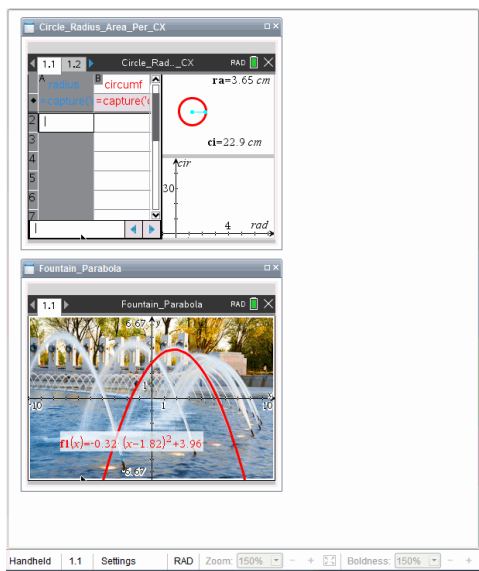 Circle_Radius_Area_Per_CX
1.1 1.2 Circle_Rad.._CX RAD
A radius B circumf
=capture('r =capture('c
2
3
4
5
6
7
ra=3.65 cm
ci=22.9 cm
cir
30
4 rad
Fountain_Parabola
1.1 Fountain_Parabola RAD
6.67 y
1
-10 1 10
x
f1(x)=-0.32·(x-1.82)²+3.96
-6.67
Handheld 1.1 Settings RAD Zoom: 150% - + Boldness: 150% - +